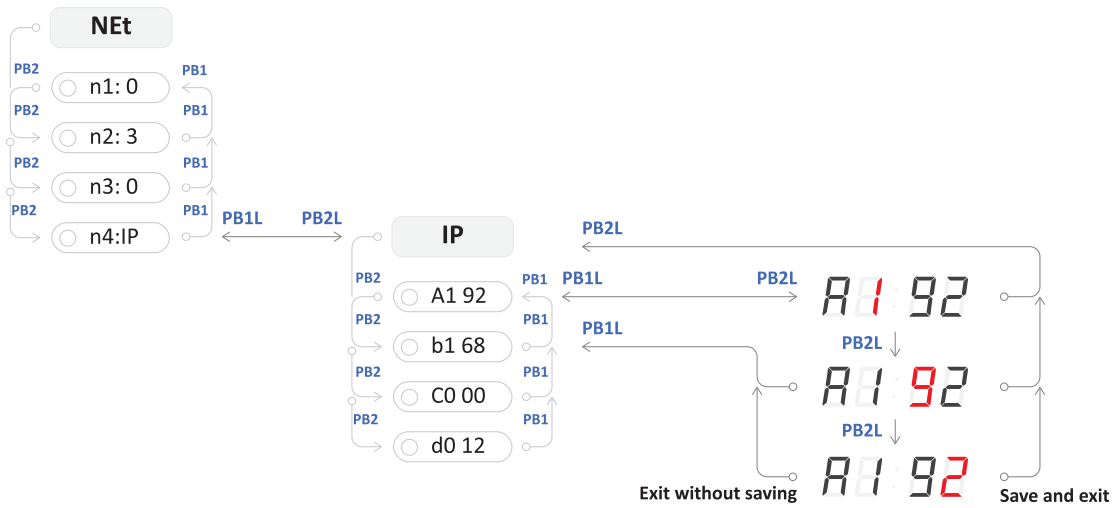 NEt
PB2 PB1
n1: 0
PB2 PB1
n2: 3
PB2 PB1
n3: 0
PB2 PB1
n4:IP
PB1L PB2L
IP
PB2L
PB2 PB1
A1 92
PB1L PB2L
A1 92
PB2 PB1
PB1L
b1 68
PB2L
PB2 PB1
C0 00
A1 92
PB2 PB1
PB2L
d0 12
A1 92
Exit without saving
Save and exit